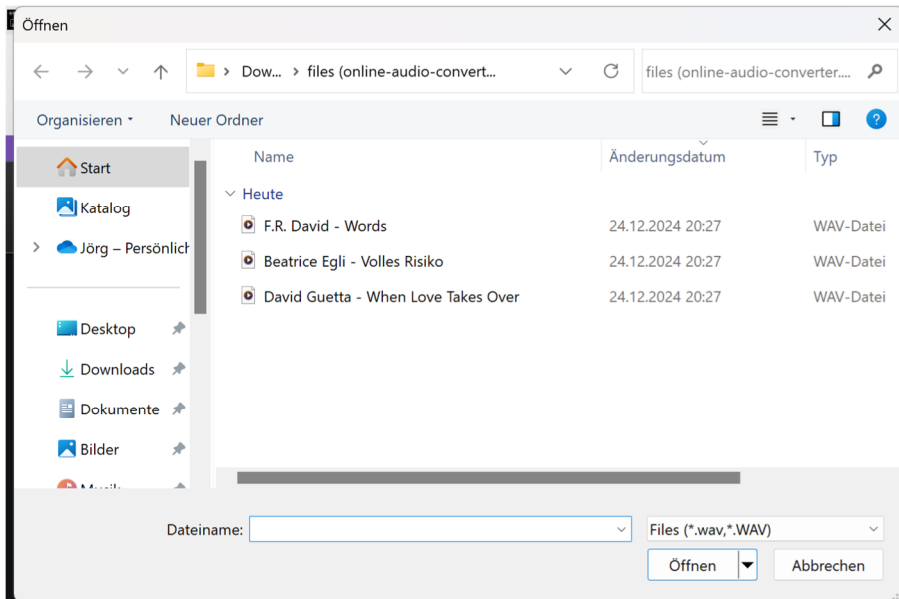 Öffnen
Dow... files (online-audio-convert...
files (online-audio-converter....
Organisieren
Neuer Ordner
Name
Änderungsdatum
Typ
Start
Katalog
Jörg – Persönlich
Desktop
Downloads
Dokumente
Bilder
Musik
Heute
F.R. David - Words 24.12.2024 20:27 WAV-Datei
Beatrice Egli - Volles Risiko 24.12.2024 20:27 WAV-Datei
David Guetta - When Love Takes Over 24.12.2024 20:27 WAV-Datei
Dateiname:
Files (*.wav,*.WAV)
Öffnen
Abbrechen